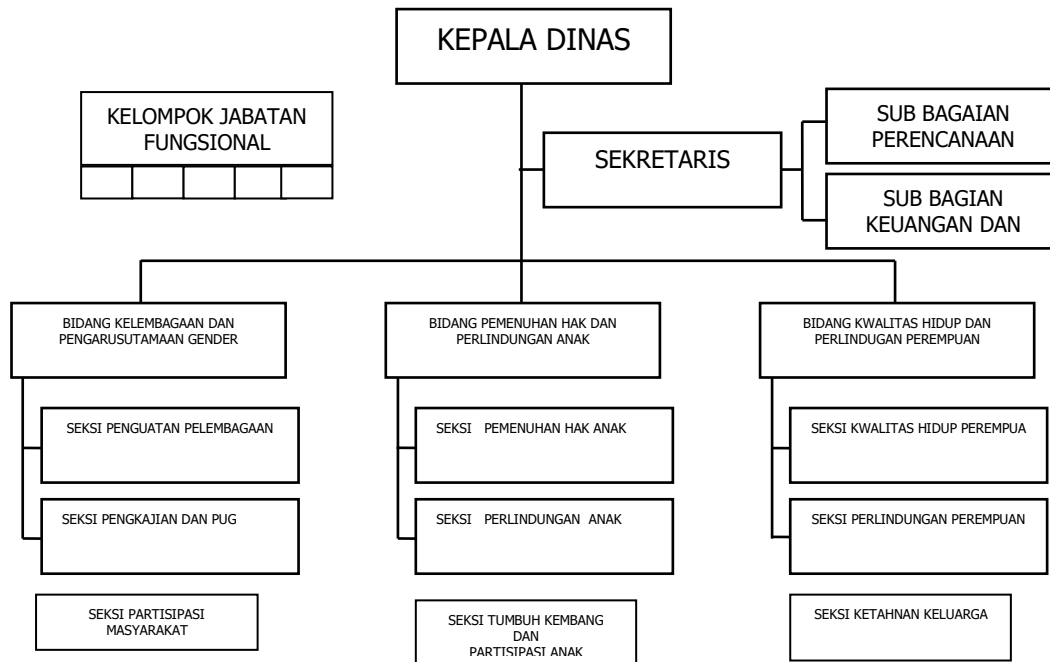 KEPALA DINAS
KELOMPOK JABATAN
FUNGSIONAL
SEKRETARIS
SUB BAGAIAN
PERENCANAAN
SUB BAGIAN
KEUANGAN DAN
BIDANG KELEMBAGAAN DAN
PENGARUSUTAMAAN GENDER
SEKSI PENGUATAN PELEMBAGAAN
SEKSI PENGKAJIAN DAN PUG
SEKSI PARTISIPASI
MASYARAKAT
BIDANG PEMENUHAN HAK DAN
PERLINDUNGAN ANAK
SEKSI PEMENUHAN HAK ANAK
SEKSI PERLINDUNGAN ANAK
SEKSI TUMBUH KEMBANG
DAN
PARTISIPASI ANAK
BIDANG KWALITAS HIDUP DAN
PERLINDUGAN PEREMPUAN
SEKSI KWALITAS HIDUP PEREMPUA
SEKSI PERLINDUNGAN PEREMPUAN
SEKSI KETAHNAN KELUARGA